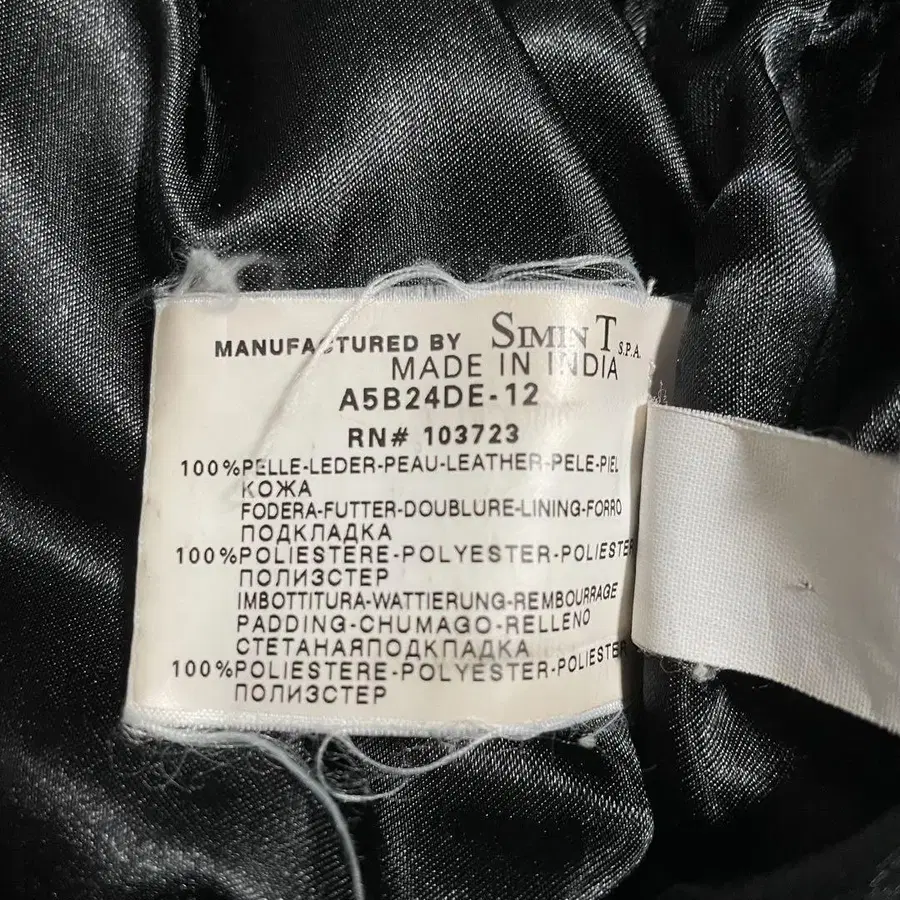 MANUFACTURED BY SIMINT S.P.A.
MADE IN INDIA
A5B24DE-12
RN# 103723
100%PELLE-LEDER-PEAU-LEATHER-PELE-PIEL
КОЖА
FODERA-FUTTER-DOUBLURE-LINING-FORRO
ПОДКЛАДКА
100%POLIESTERE-POLYESTER-POLIESTER
ПОЛИЗСТЕР
IMBOTTITURA-WATTIERUNG-REMBOURRAGE
PADDING-CHUMAGO-RELLENO
СТЕТАНАЯПОДКПАДКА
100%POLIESTERE-POLYESTER-POLIESTER
ПОЛИЗСТЕР